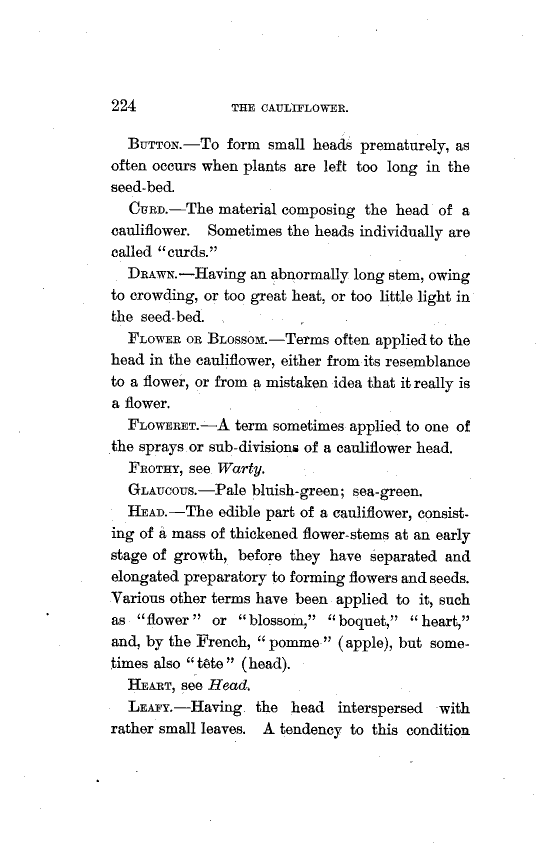 224 THE CAULIFLOWER.
BUTTON.—To form small heads prematurely, as
often occurs when plants are left too long in the
seed-bed.
CURD.—The material composing the head of a
cauliflower. Sometimes the heads individually are
called “curds.”
DRAWN.—Having an abnormally long stem, owing
to crowding, or too great heat, or too little light in
the seed-bed.
FLOWER OR BLOSSOM.—Terms often applied to the
head in the cauliflower, either from its resemblance
to a flower, or from a mistaken idea that it really is
a flower.
FLOWERET.—A term sometimes applied to one of
the sprays or sub-divisions of a cauliflower head.
FROTHY, see Warty.
GLAUCOUS.—Pale bluish-green; sea-green.
HEAD.—The edible part of a cauliflower, consist-
ing of a mass of thickened flower-stems at an early
stage of growth, before they have separated and
elongated preparatory to forming flowers and seeds.
Various other terms have been applied to it, such
as “flower” or “blossom,” “boquet,” “heart,”
and, by the French, “pomme” (apple), but some-
times also “tête” (head).
HEART, see Head.
LEAFY.—Having the head interspersed with
rather small leaves. A tendency to this condition